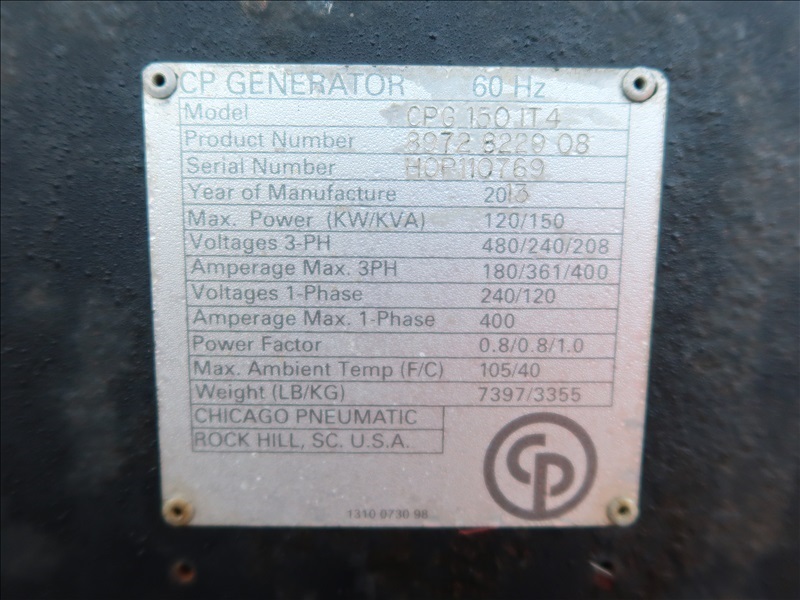 CP GENERATOR 60 Hz
Model CPG 150 IT4
Product Number 8972 8229 08
Serial Number HOP110769
Year of Manufacture 2013
Max. Power (KW/KVA) 120/150
Voltages 3-PH 480/240/208
Amperage Max. 3PH 180/361/400
Voltages 1-Phase 240/120
Amperage Max. 1-Phase 400
Power Factor 0.8/0.8/1.0
Max. Ambient Temp (F/C) 105/40
Weight (LB/KG) 7397/3355
CHICAGO PNEUMATIC
ROCK HILL, SC. U.S.A.
CP
1310 0730 98